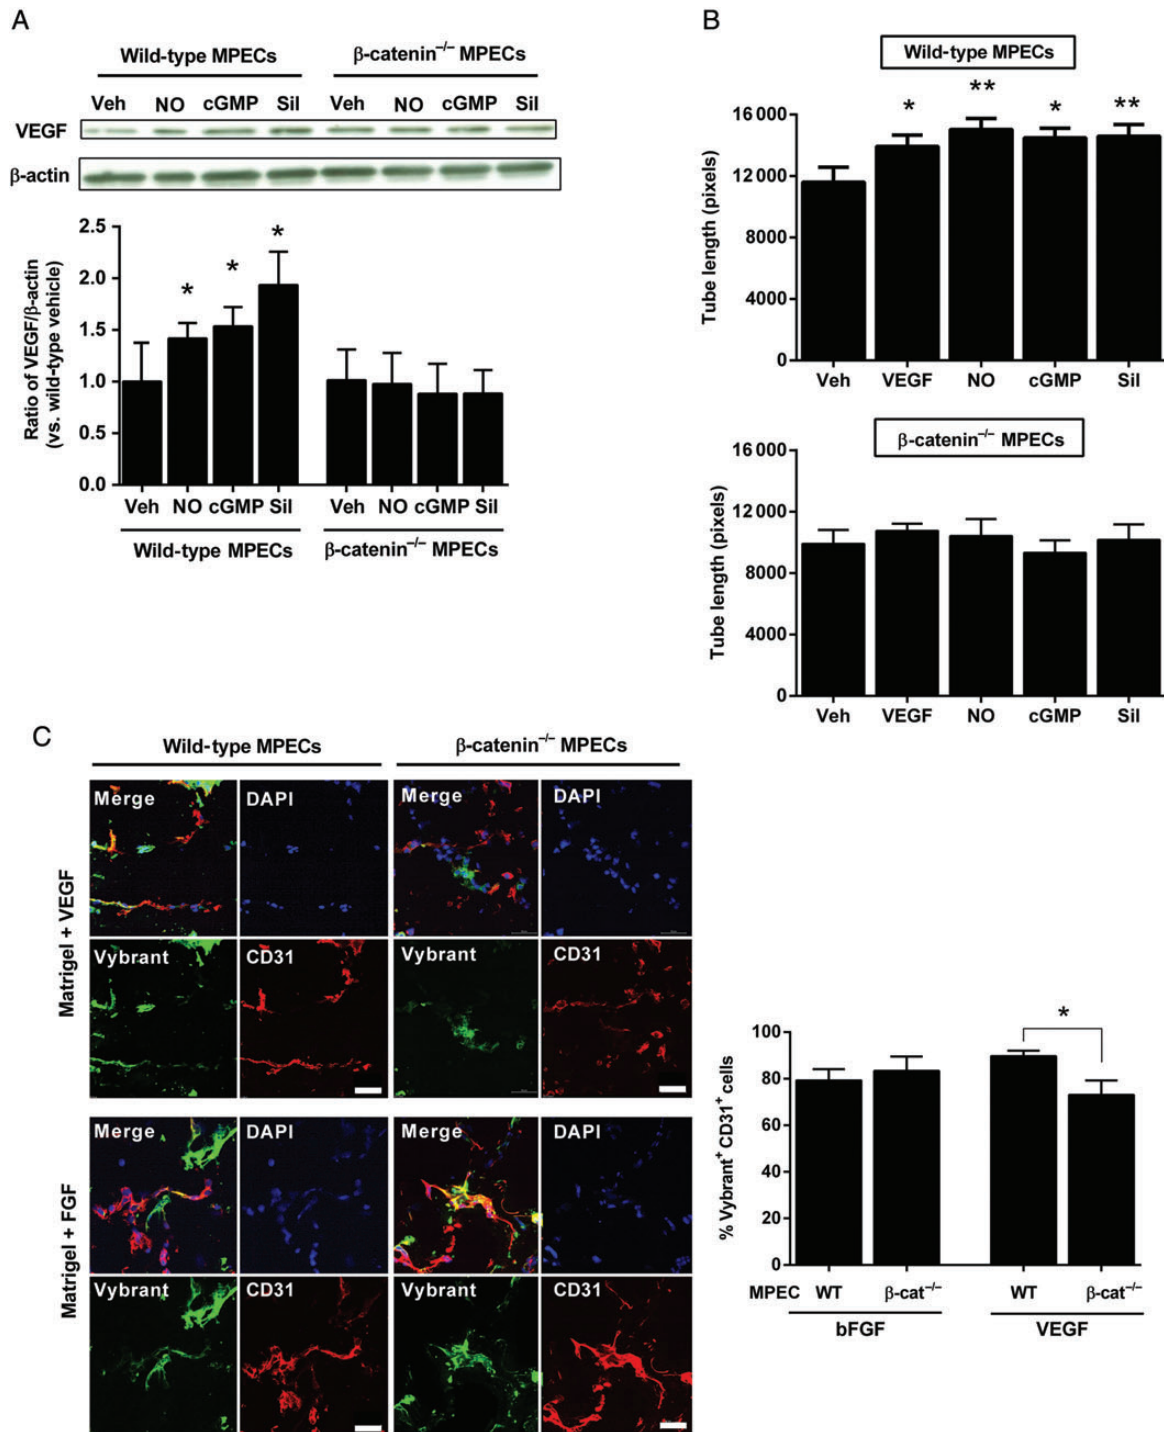 A
Wild-type MPECs β-catenin–/– MPECs
Veh NO cGMP Sil Veh NO cGMP Sil
VEGF
β-actin
Ratio of VEGF/β-actin
(vs. wild-type vehicle)
2.5
2.0
1.5
1.0
0.5
0.0
* * *
Veh NO cGMP Sil Veh NO cGMP Sil
Wild-type MPECs β-catenin–/– MPECs
B
Wild-type MPECs
Tube length (pixels)
16 000
12 000
8000
4000
0
* ** * **
Veh VEGF NO cGMP Sil
β-catenin–/– MPECs
Tube length (pixels)
16 000
12 000
8000
4000
0
Veh VEGF NO cGMP Sil
C
Wild-type MPECs β-catenin–/– MPECs
Matrigel + VEGF
Merge DAPI Merge DAPI
Vybrant CD31 Vybrant CD31
Matrigel + FGF
Merge DAPI Merge DAPI
Vybrant CD31 Vybrant CD31
% Vybrant+ CD31+ cells
100
80
60
40
20
0
*
MPEC WT β-cat–/– WT β-cat–/–
bFGF VEGF